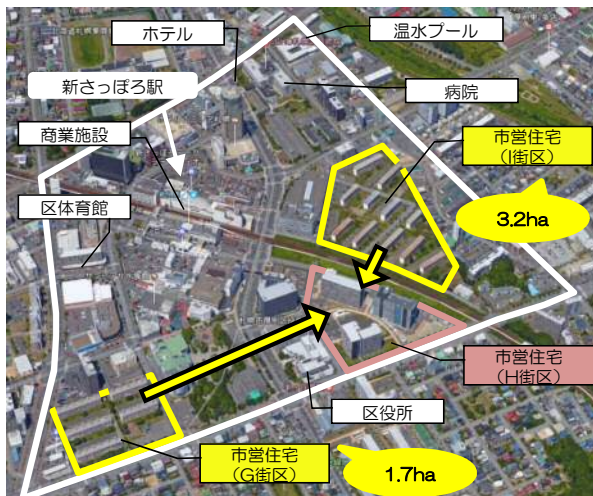 ホテル
温水プール
新さっぽろ駅
病院
商業施設
市営住宅
（I街区）
区体育館
3.2ha
市営住宅
（H街区）
区役所
市営住宅
（G街区）
1.7ha